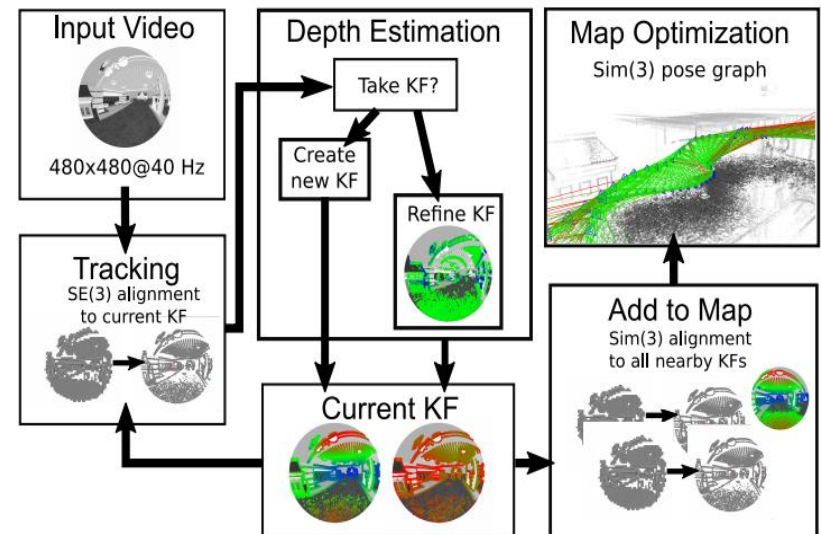 Input Video
480x480@40 Hz
Tracking
SE(3) alignment
to current KF
Depth Estimation
Take KF?
Create
new KF
Refine KF
Current KF
Map Optimization
Sim(3) pose graph
Add to Map
Sim(3) alignment
to all nearby KFs